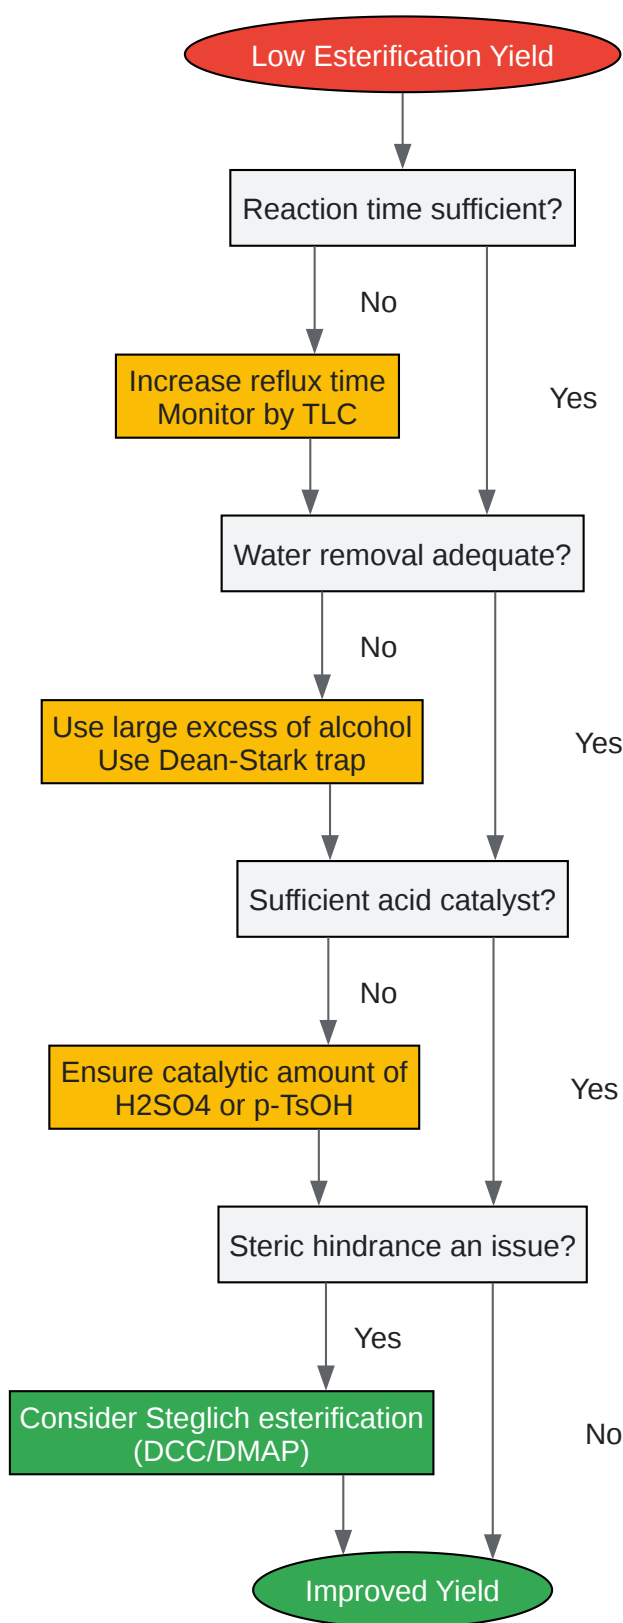 Low Esterification Yield
Reaction time sufficient?
No
Increase reflux time
Monitor by TLC
Yes
Water removal adequate?
No
Use large excess of alcohol
Use Dean-Stark trap
Yes
Sufficient acid catalyst?
No
Ensure catalytic amount of
H2SO4 or p-TsOH
Yes
Steric hindrance an issue?
Yes
Consider Steglich esterification
(DCC/DMAP)
No
Improved Yield